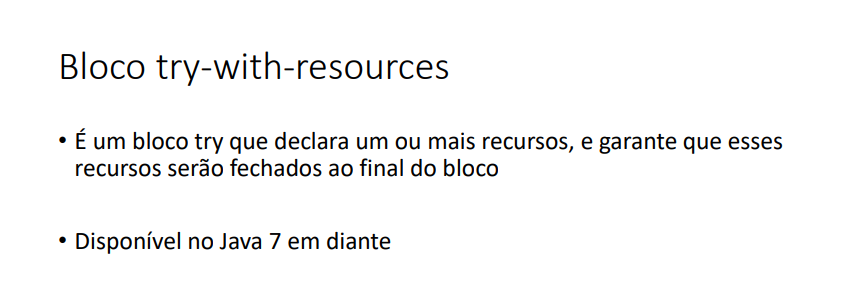 Bloco try-with-resources
• É um bloco try que declara um ou mais recursos, e garante que esses
recursos serão fechados ao final do bloco
• Disponível no Java 7 em diante